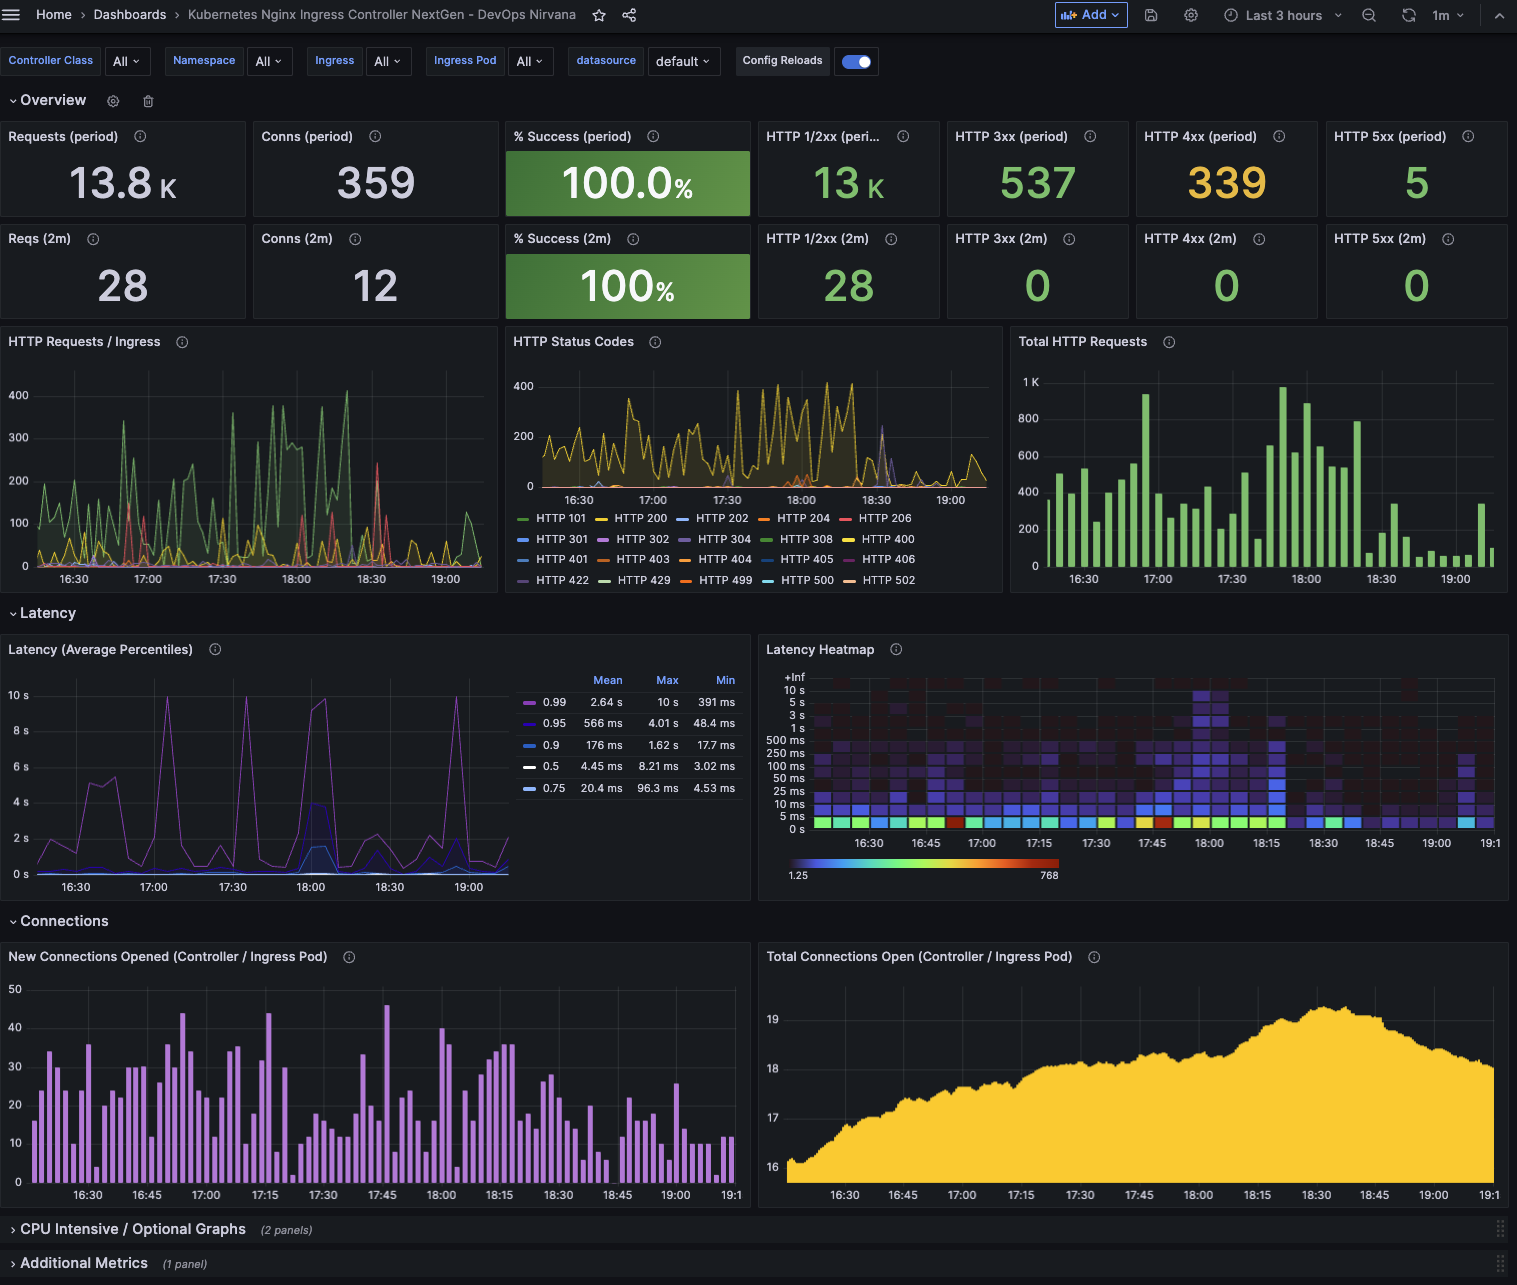 Home › Dashboards › Kubernetes Nginx Ingress Controller NextGen - DevOps Nirvana Add Last 3 hours 1m
Controller Class All Namespace All Ingress All Ingress Pod All datasource default Config Reloads
Overview
Requests (period) Conns (period) % Success (period) HTTP 1/2xx (peri... HTTP 3xx (period) HTTP 4xx (period) HTTP 5xx (period)
13.8 K 359 100.0% 13 K 537 339 5
Reqs (2m) Conns (2m) % Success (2m) HTTP 1/2xx (2m) HTTP 3xx (2m) HTTP 4xx (2m) HTTP 5xx (2m)
28 12 100% 28 0 0 0
HTTP Requests / Ingress
400
300
200
100
0
16:30 17:00 17:30 18:00 18:30 19:00
HTTP Status Codes
400
200
0
16:30 17:00 17:30 18:00 18:30 19:00
HTTP 101 HTTP 200 HTTP 202 HTTP 204 HTTP 206
HTTP 301 HTTP 302 HTTP 304 HTTP 308 HTTP 400
HTTP 401 HTTP 403 HTTP 404 HTTP 405 HTTP 406
HTTP 422 HTTP 429 HTTP 499 HTTP 500 HTTP 502
Total HTTP Requests
1 K
800
600
400
200
0
16:30 17:00 17:30 18:00 18:30 19:00
Latency
Latency (Average Percentiles)
10 s
8 s
6 s
4 s
2 s
0 s
16:30 17:00 17:30 18:00 18:30 19:00
Mean Max Min
0.99 2.64 s 10 s 391 ms
0.95 566 ms 4.01 s 48.4 ms
0.9 176 ms 1.62 s 17.7 ms
0.5 4.45 ms 8.21 ms 3.02 ms
0.75 20.4 ms 96.3 ms 4.53 ms
Latency Heatmap
+Inf
10 s
5 s
3 s
1 s
500 ms
250 ms
100 ms
50 ms
25 ms
10 ms
5 ms
0 s
16:30 16:45 17:00 17:15 17:30 17:45 18:00 18:15 18:30 18:45 19:00 19:1
1.25 768
Connections
New Connections Opened (Controller / Ingress Pod)
50
40
30
20
10
0
16:30 16:45 17:00 17:15 17:30 17:45 18:00 18:15 18:30 18:45 19:00 19:1
Total Connections Open (Controller / Ingress Pod)
19
18
17
16
16:30 16:45 17:00 17:15 17:30 17:45 18:00 18:15 18:30 18:45 19:00 19:1
CPU Intensive / Optional Graphs (2 panels)
Additional Metrics (1 panel)